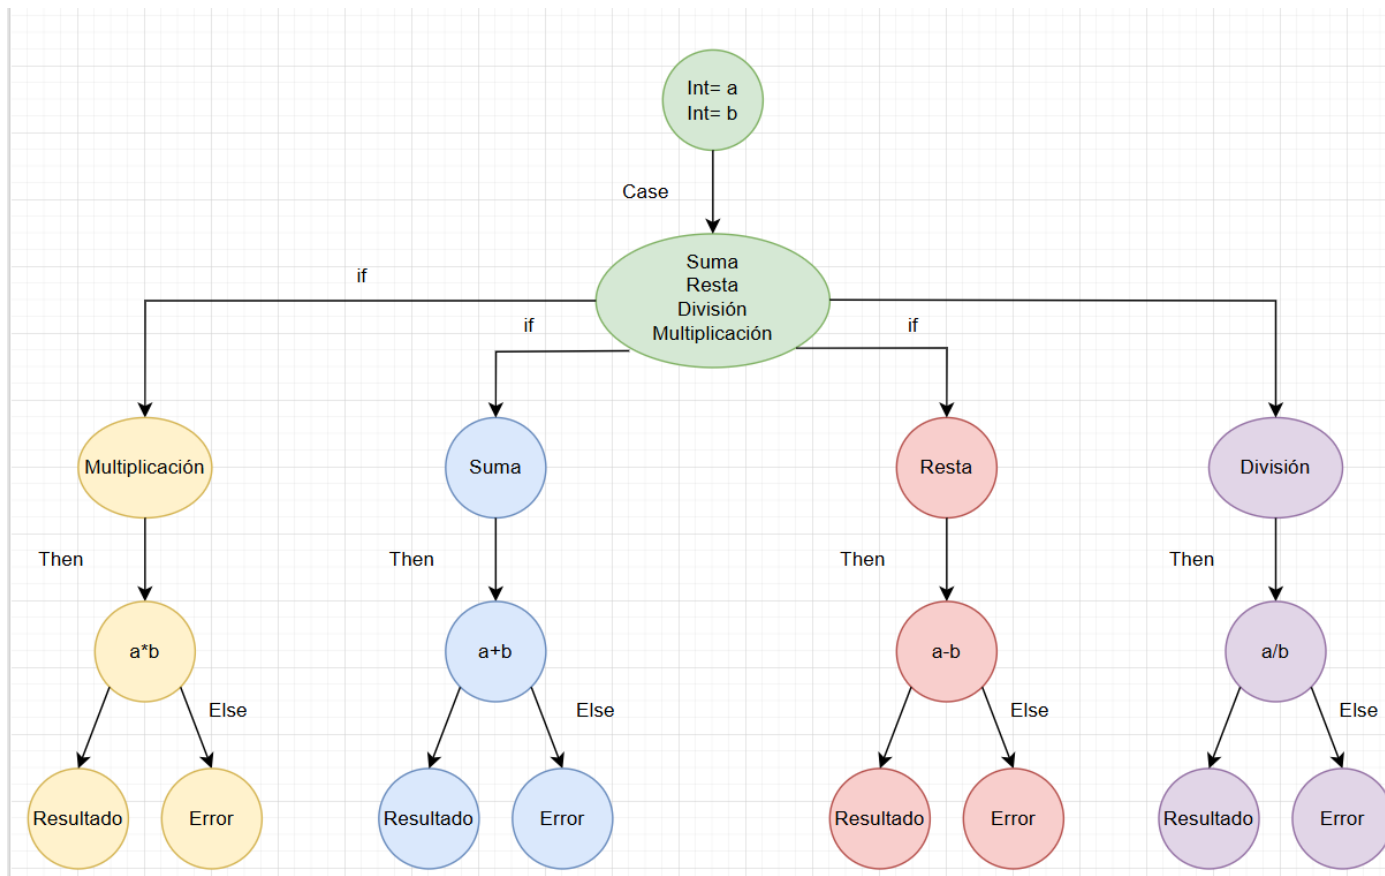 Int= a
Int= b
Case
Suma
Resta
División
Multiplicación
if
if
if
Multiplicación
Suma
Resta
División
Then
Then
Then
Then
a*b
a+b
a-b
a/b
Else
Else
Else
Else
Resultado
Error
Resultado
Error
Resultado
Error
Resultado
Error